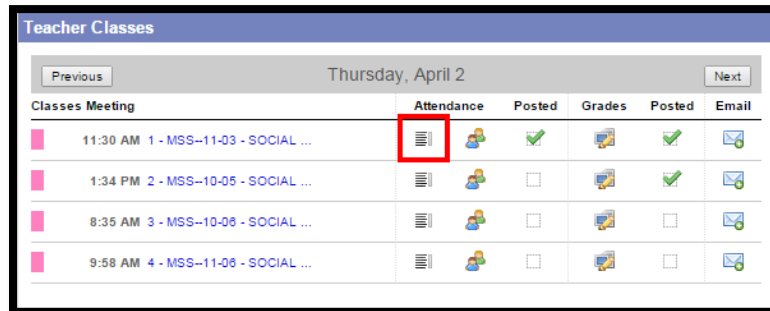 Teacher Classes
Previous Thursday, April 2 Next
Classes Meeting Attendance Posted Grades Posted Email
11:30 AM 1 - MSS--11-03 - SOCIAL ...
1:34 PM 2 - MSS--10-05 - SOCIAL ...
8:35 AM 3 - MSS--10-06 - SOCIAL ...
9:58 AM 4 - MSS--11-06 - SOCIAL ...